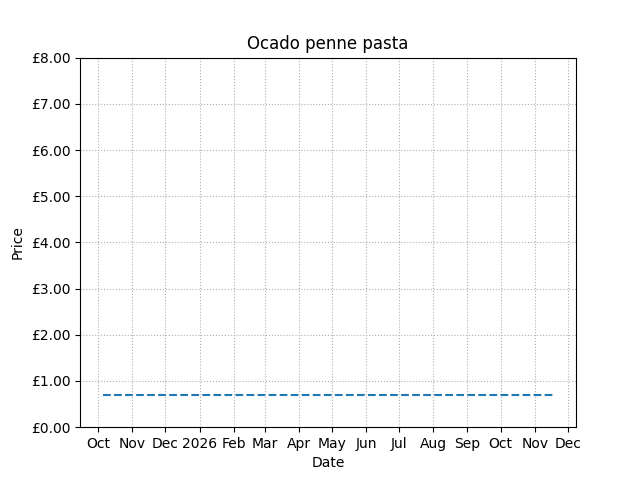 Ocado penne pasta
£8.00
£7.00
£6.00
£5.00
£4.00
£3.00
£2.00
£1.00
£0.00
Price
Oct Nov Dec 2026 Feb Mar Apr May Jun Jul Aug Sep Oct Nov Dec
Date